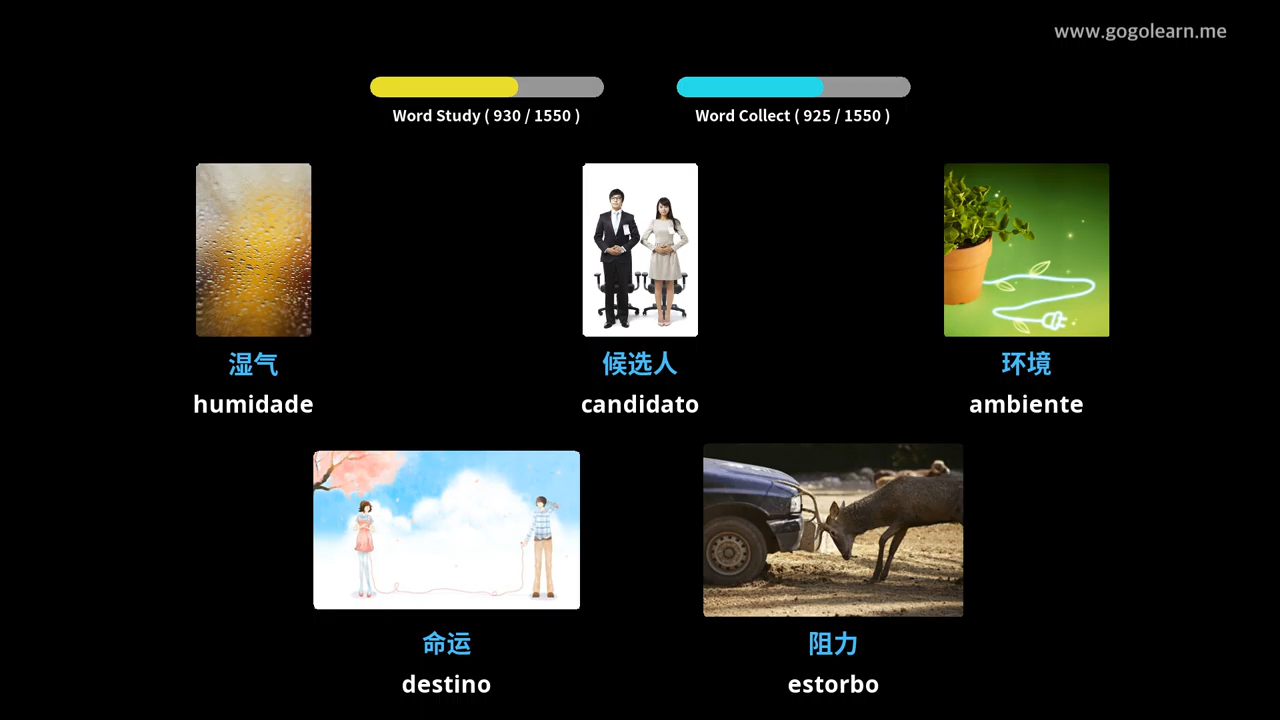 www.gogolearn.me
Word Study ( 930 / 1550 )
Word Collect ( 925 / 1550 )
湿气
humidade
候选人
candidato
环境
ambiente
命运
destino
阻力
estorbo